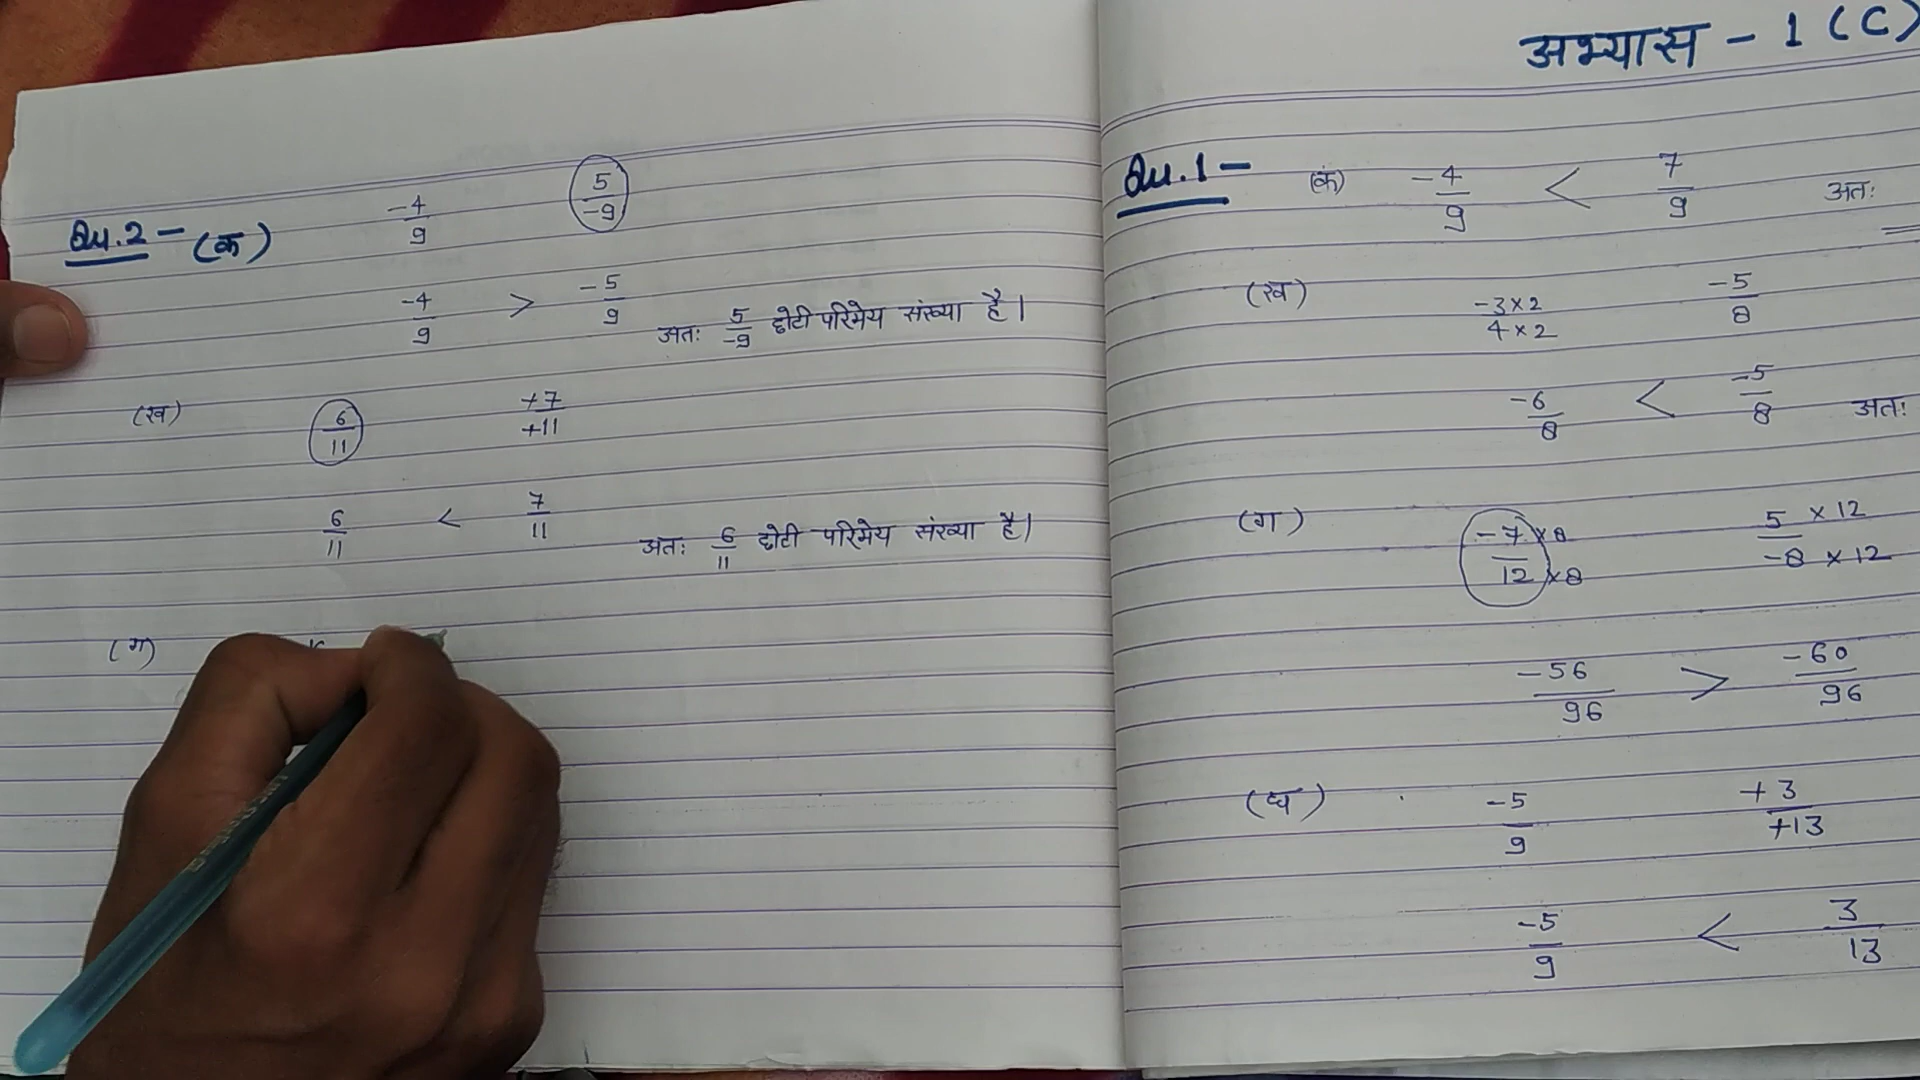 प्र.2 – (क) -4/9 5/-9
-4/9 > -5/9 अतः 5/-9 छोटी परिमेय संख्या है।
(ख) 6/11 +7/+11
6/11 < 7/11 अतः 6/11 छोटी परिमेय संख्या है।
(ग)
अभ्यास - 1 (C)
प्र.1 – (क) -4/9 < 7/9 अतः
(ख) -3×2/4×2 -5/8
-6/8 < -5/8 अतः
(ग) -7×8/12×8 5×12/-8×12
-56/96 > -60/96
(घ) -5/9 +3/+13
-5/9 < 3/13